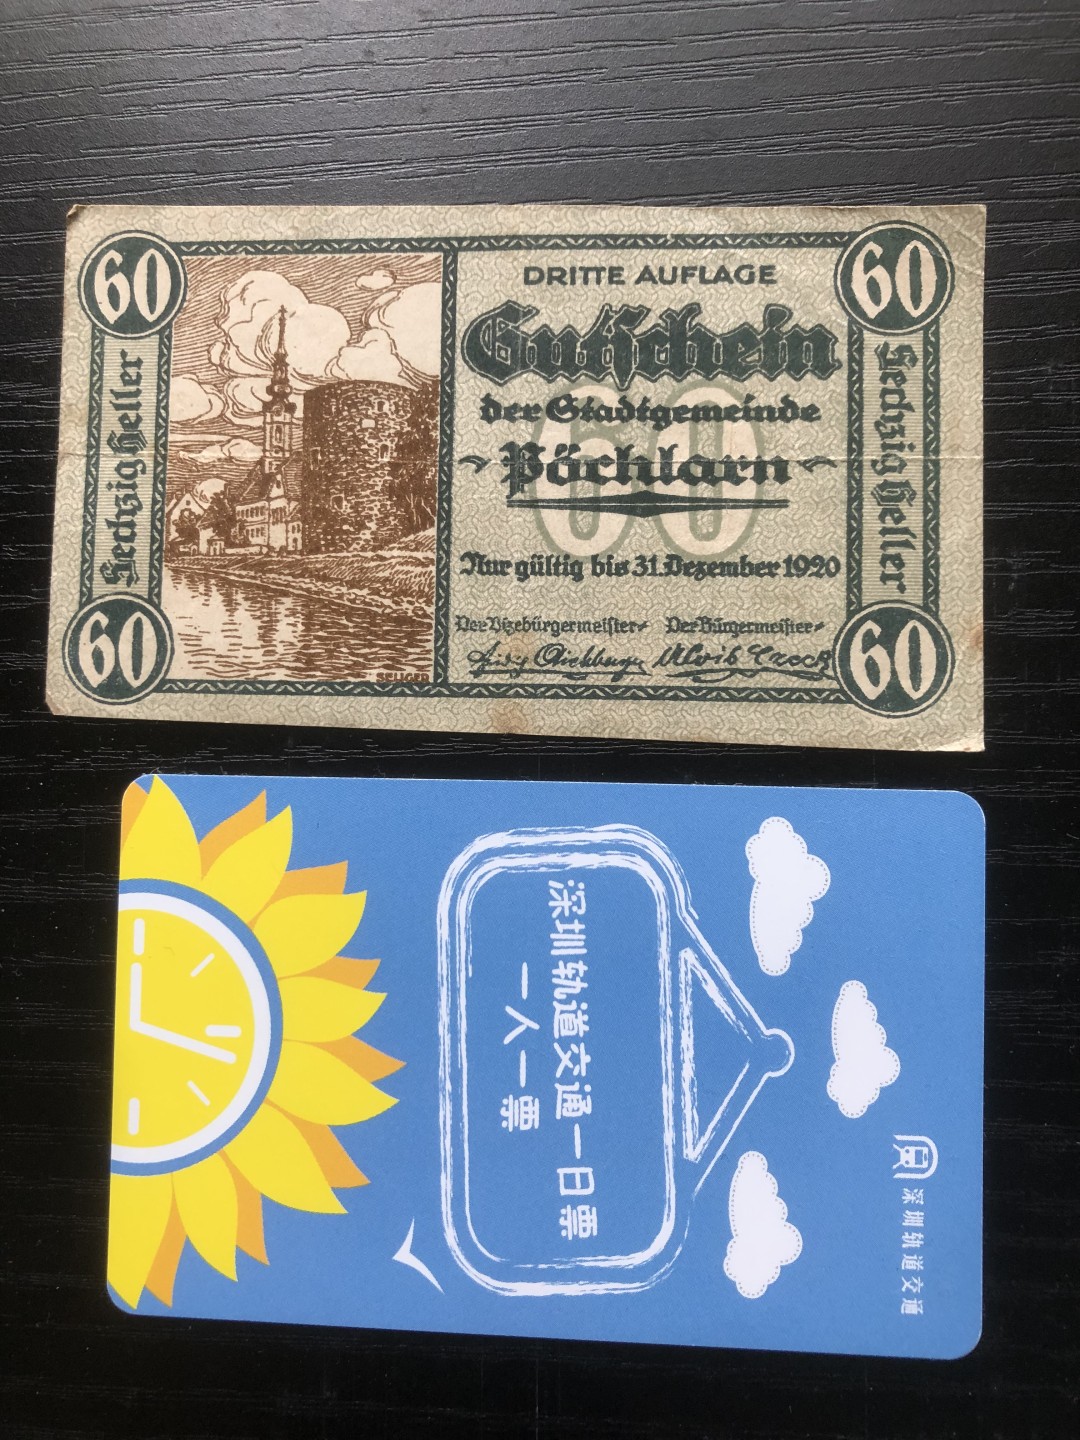 60
60
DRITTE AUFLAGE
Gutschein
der Stadtgemeinde
Pöchlarn
60
Nur gültig bis 31. Dezember 1920
Der Vizebürgermeister
Der Bürgermeister
Sechzig Heller
Sechzig Heller
SELIGER
60
60
深圳轨道交通一日票
一人一票
深圳轨道交通